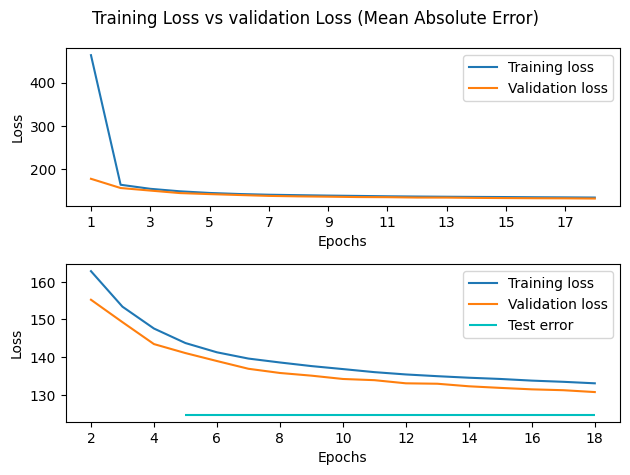 Training Loss vs validation Loss (Mean Absolute Error)
400
300
200
Loss
Training loss
Validation loss
1 3 5 7 9 11 13 15 17
Epochs
160
150
140
130
Loss
Training loss
Validation loss
Test error
2 4 6 8 10 12 14 16 18
Epochs